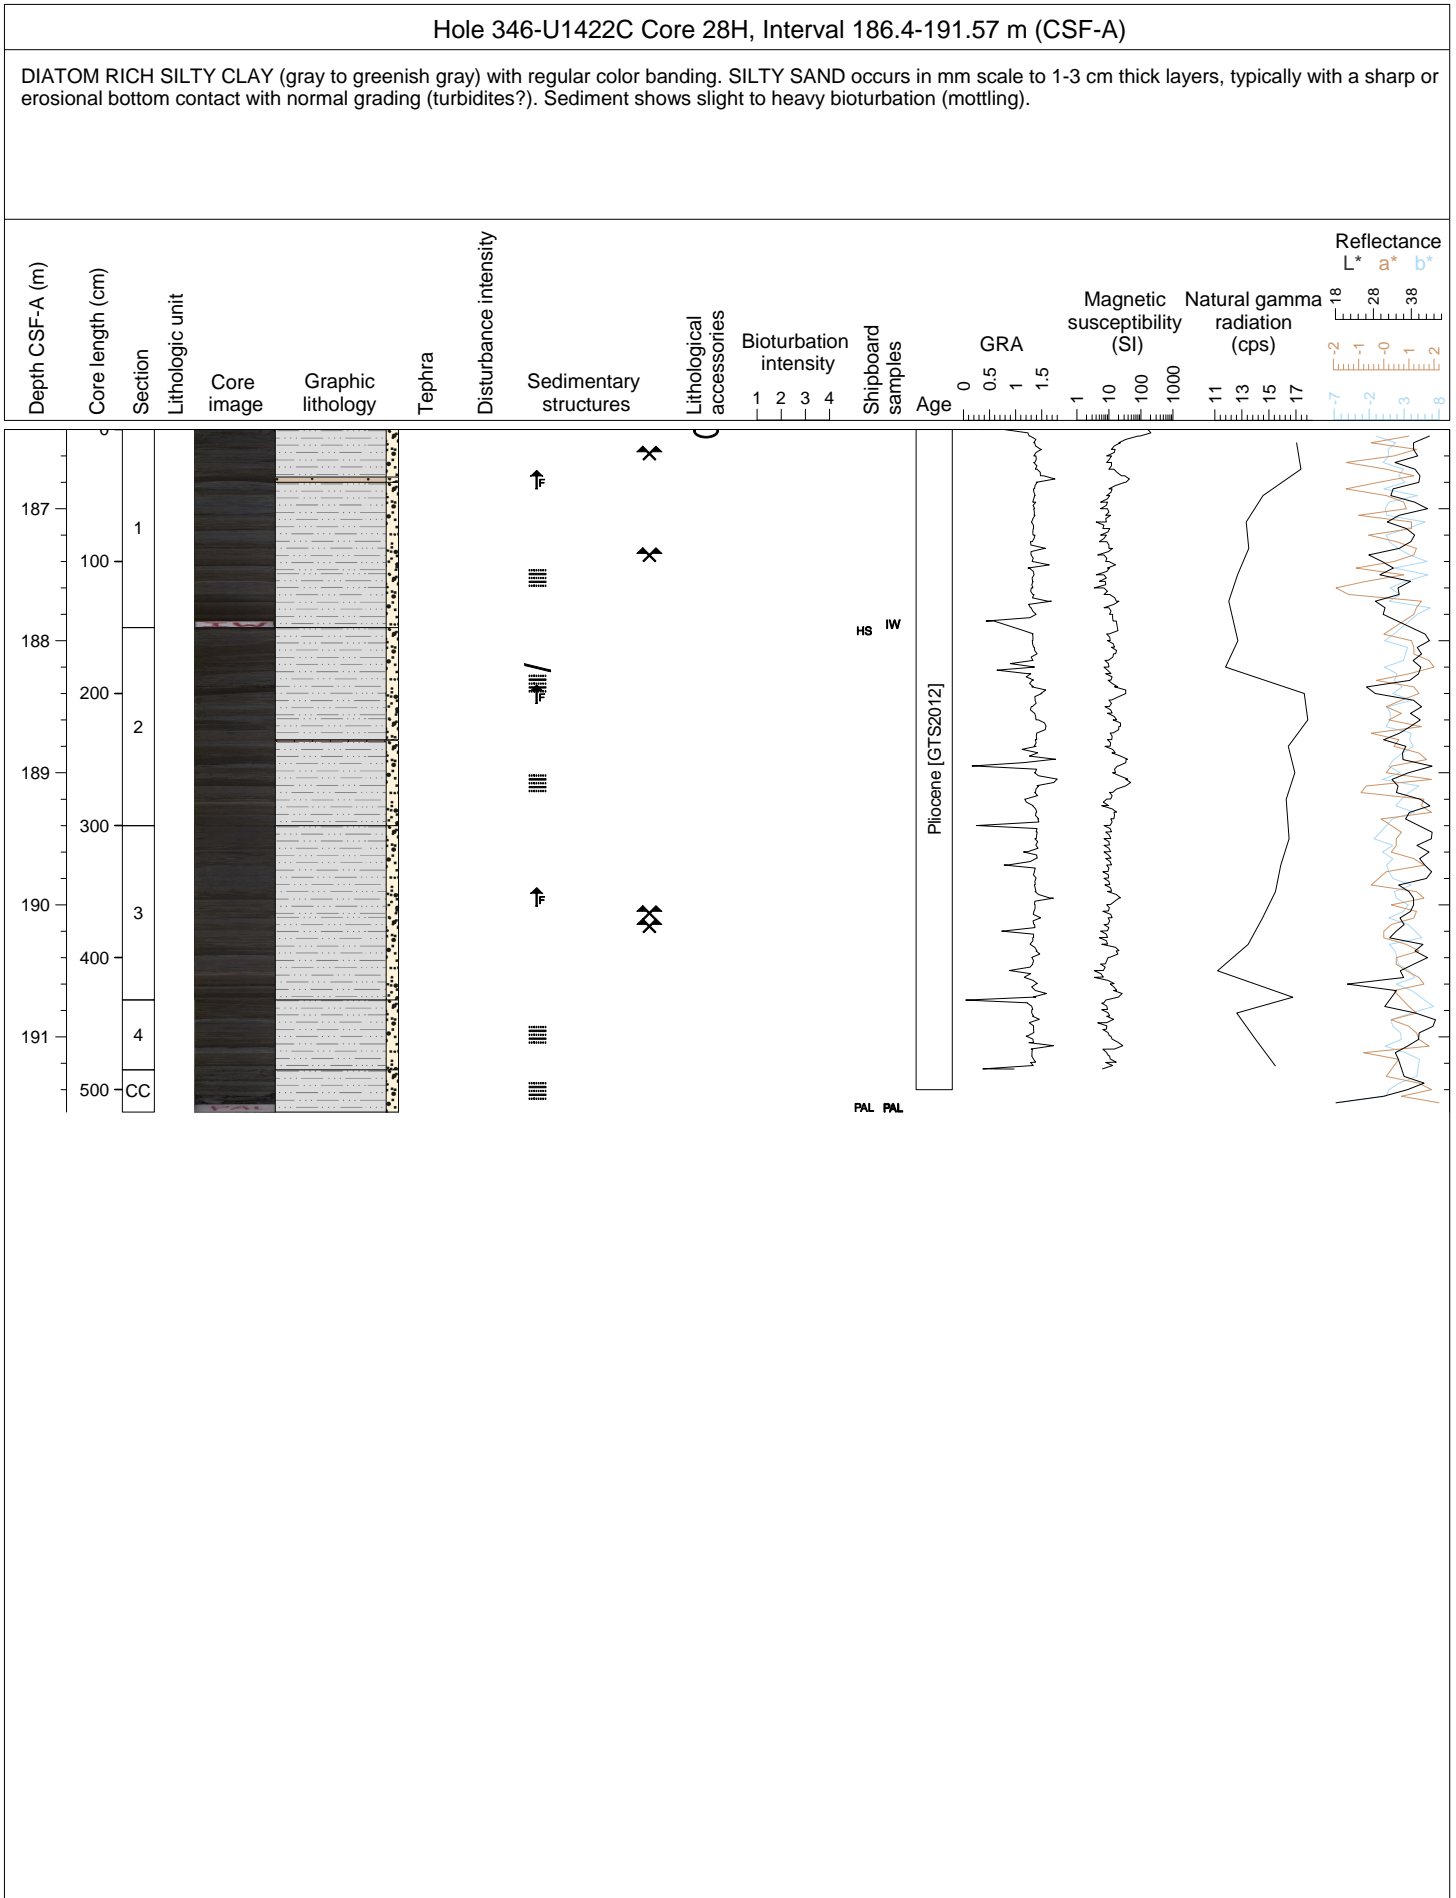 Hole 346-U1422C Core 28H, Interval 186.4-191.57 m (CSF-A)
DIATOM RICH SILTY CLAY (gray to greenish gray) with regular color banding. SILTY SAND occurs in mm scale to 1-3 cm thick layers, typically with a sharp or
erosional bottom contact with normal grading (turbidites?). Sediment shows slight to heavy bioturbation (mottling).
Depth CSF-A (m)
Core length (cm)
Section
Lithologic unit
Core
image
Graphic
lithology
Tephra
Disturbance intensity
Sedimentary
structures
Lithological
accessories
Bioturbation
intensity
1 2 3 4
Shipboard
samples
Age
GRA
0 0.5 1 1.5
Magnetic
susceptibility
(SI)
1 10 100 1000
Natural gamma
radiation
(cps)
11 13 15 17
Reflectance
L* a* b*
18 28 38
-2 -1 -0 1 2
-7 -2 3 8
0
187
100
188
200
189
300
190
400
191
500
1
2
3
4
CC
IW
PAL
F
F
F
HS IW
PAL PAL
Pliocene [GTS2012]